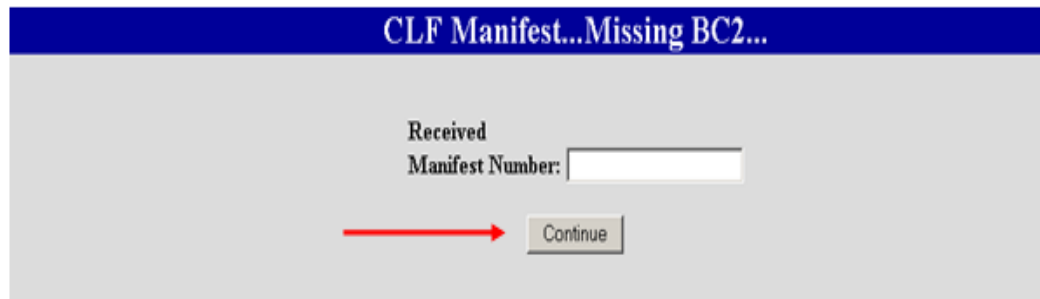 CLF Manifest...Missing BC2...
Received
Manifest Number:
Continue